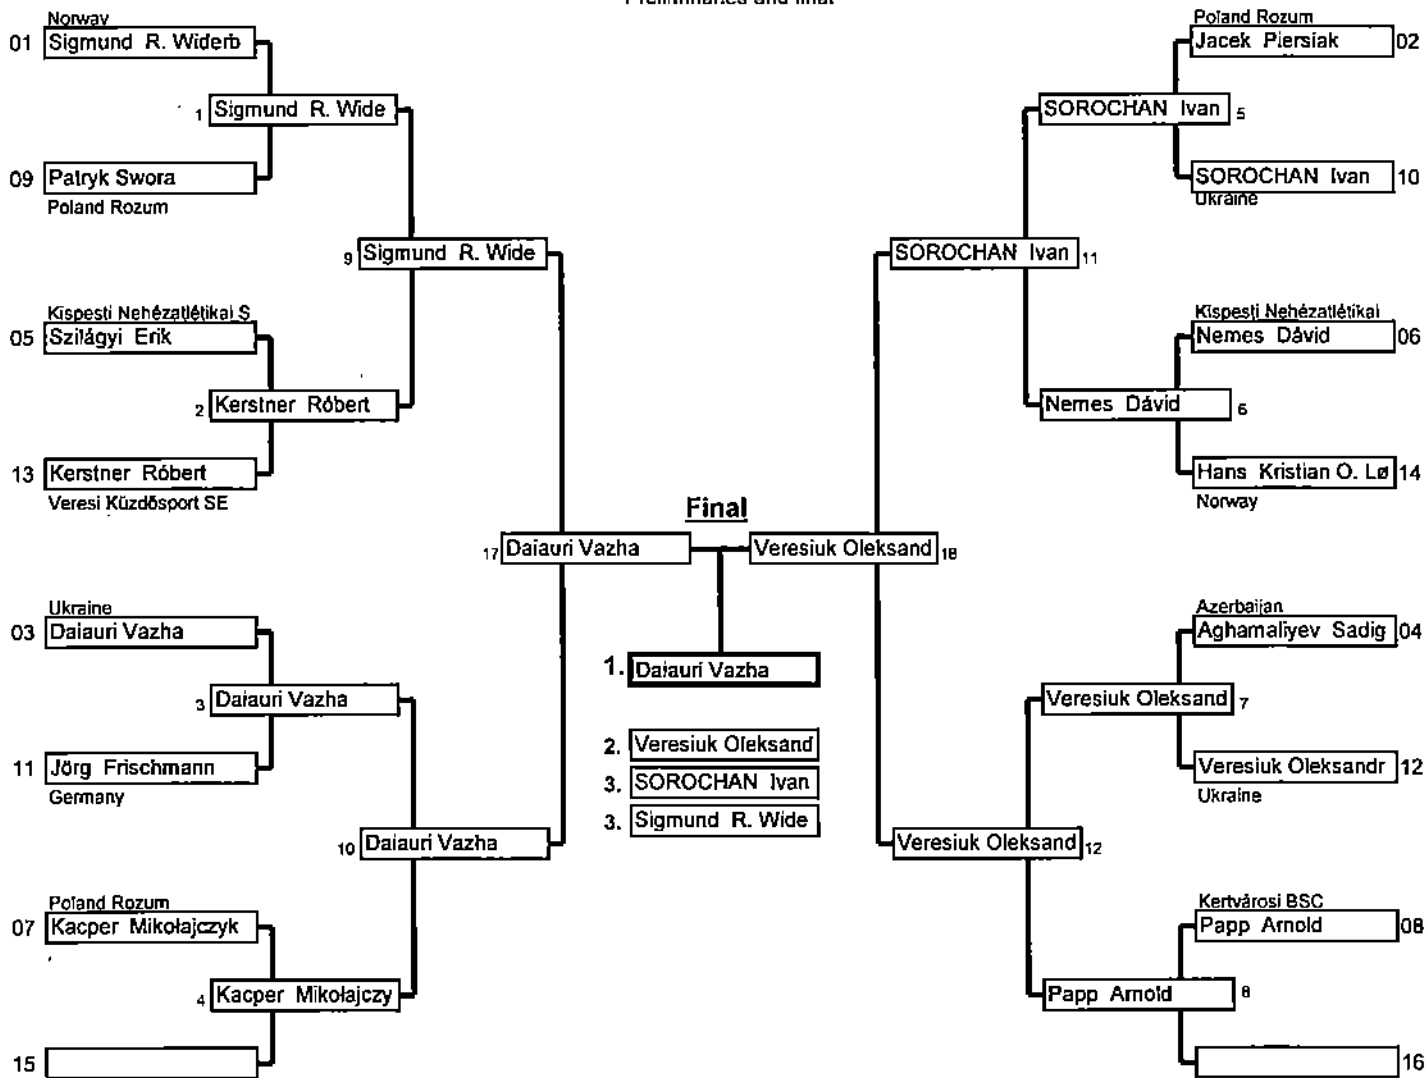 Preliminaries and final
Norway
01 Sigmund R. Widerb
1 Sigmund R. Wide
09 Patryk Swora
Poland Rozum
9 Sigmund R. Wide
Kispesti Nehézatlétikai S
05 Szilágyi Erik
2 Kerstner Róbert
13 Kerstner Róbert
Veresi Küzdősport SE
17 Daiauri Vazha
Ukraine
03 Daiauri Vazha
3 Daiauri Vazha
11 Jörg Frischmann
Germany
10 Daiauri Vazha
Poland Rozum
07 Kacper Mikołajczyk
4 Kacper Mikołajczy
15
Final
1. Daiauri Vazha
2. Veresiuk Oleksand
3. SOROCHAN Ivan
3. Sigmund R. Wide
Poland Rozum
Jacek Piersiak 02
SOROCHAN Ivan 5
SOROCHAN Ivan 10
Ukraine
SOROCHAN Ivan 11
Kispesti Nehézatlétikai
Nemes Dávid 06
Nemes Dávid 6
Hans Kristian O. Lø 14
Norway
Veresiuk Oleksand 18
Azerbaijan
Aghamaliyev Sadig 04
Veresiuk Oleksand 7
Veresiuk Oleksandr 12
Ukraine
Veresiuk Oleksand 12
Kertvárosi BSC
Papp Arnold 08
Papp Arnold 8
16